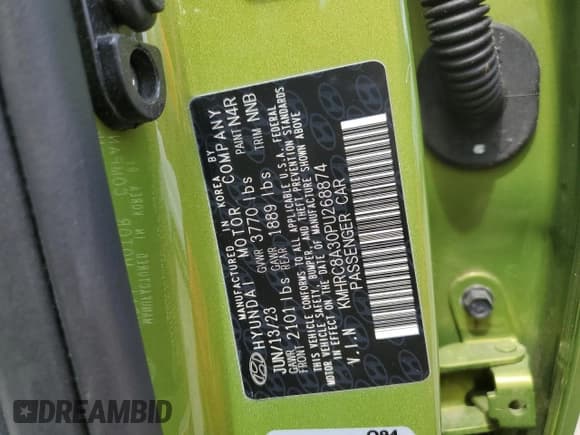 MANUFACTURED IN KOREA BY
HYUNDAI MOTOR COMPANY
JUN/13/23 GVWR 3770 lbs PAINT N4R
GAWR FRONT 2101 lbs GAWR REAR 1889 lbs TRIM NNB
THIS VEHICLE CONFORMS TO ALL APPLICABLE U.S.A. FEDERAL
MOTOR VEHICLE SAFETY, BUMPER, AND THEFT PREVENTION STANDARDS
IN EFFECT ON THE DATE OF MANUFACTURE SHOWN ABOVE.
V.I.N KMHRC8A30PU268874
PASSENGER CAR
DREAMBID